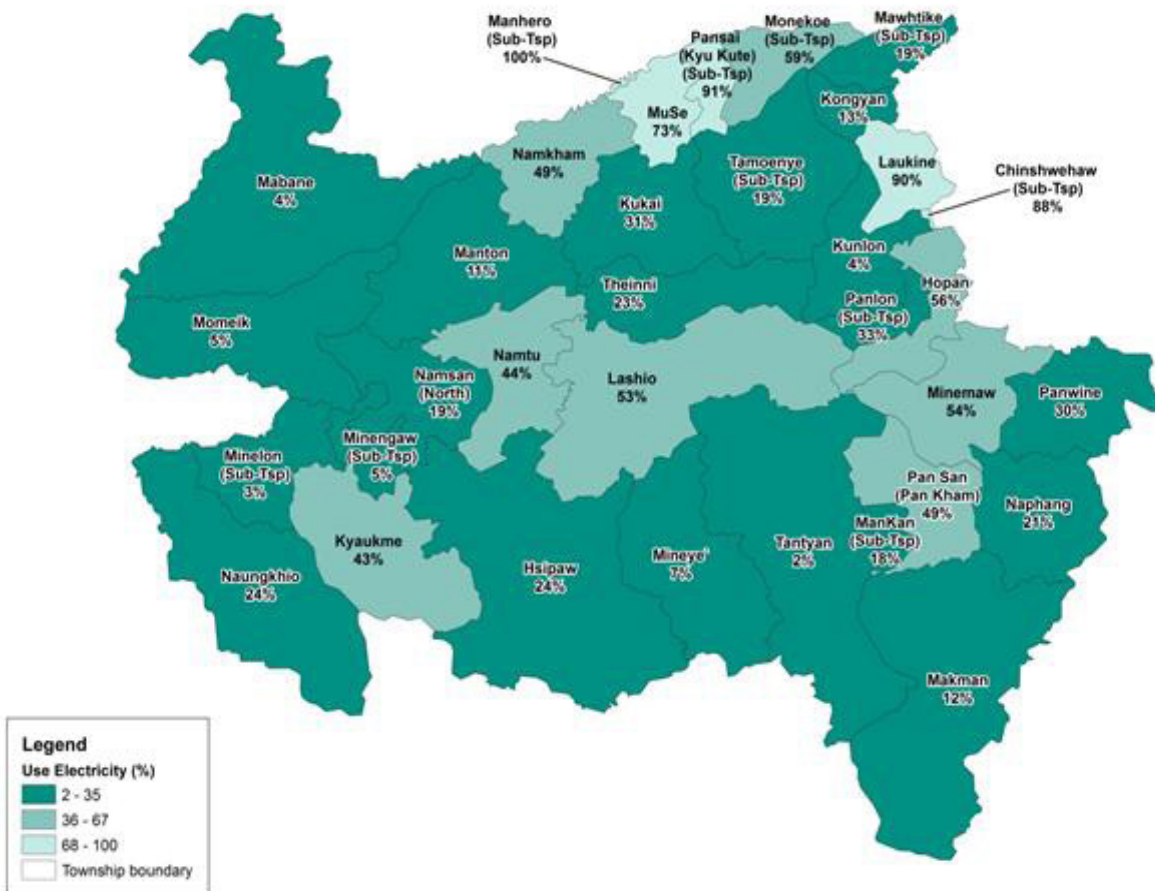 Manhero
(Sub-Tsp)
100%
Pansai
(Kyu Kute)
(Sub-Tsp)
91%
Monekoe
(Sub-Tsp)
59%
Mawhtike
(Sub-Tsp)
19%
Kongyan
13%
MuSe
73%
Namkham
49%
Tamoenye
(Sub-Tsp)
19%
Laukine
90%
Chinshwehaw
(Sub-Tsp)
88%
Mabane
4%
Kukai
31%
Manton
11%
Kunlon
4%
Hopan
56%
Theinni
23%
Panlon
(Sub-Tsp)
33%
Momeik
5%
Namtu
44%
Namsan
(North)
19%
Lashio
53%
Minemaw
54%
Panwine
30%
Minengaw
(Sub-Tsp)
5%
Minelon
(Sub-Tsp)
3%
Pan San
(Pan Kham)
49%
Naphang
21%
ManKan
(Sub-Tsp)
18%
Kyaukme
43%
Naungkhio
24%
Hsipaw
24%
Mineye'
7%
Tantyan
2%
Makman
12%
Legend
Use Electricity (%)
2 - 35
36 - 67
68 - 100
Township boundary